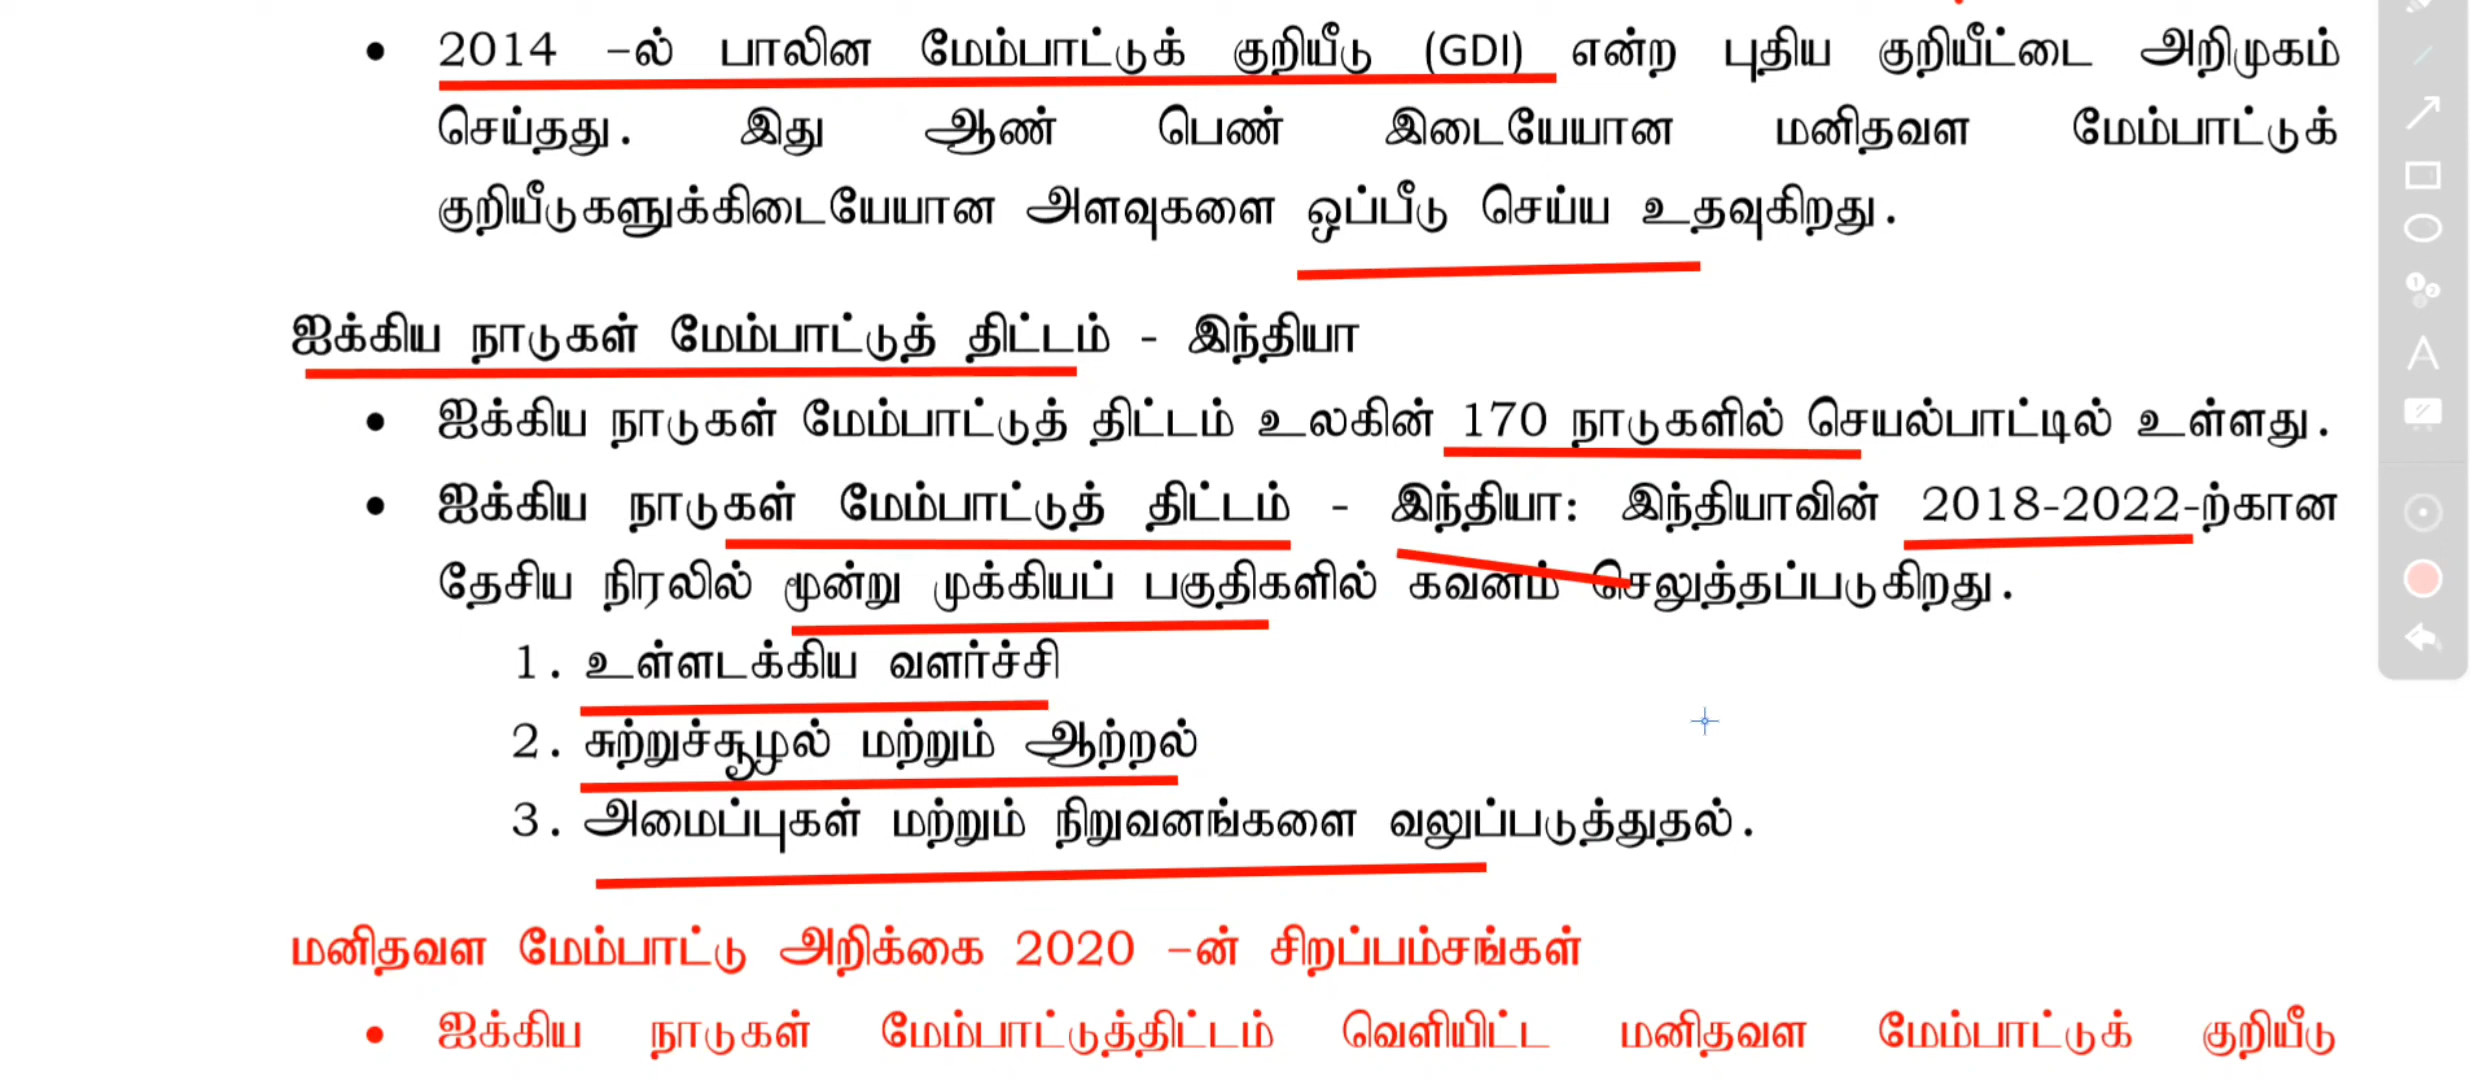 • 2014 –ல் பாலின மேம்பாட்டுக் குறியீடு (GDI) என்ற புதிய குறியீட்டை அறிமுகம்
செய்தது. இது ஆண் பெண் இடையேயான மனிதவள மேம்பாட்டுக்
குறியீடுகளுக்கிடையேயான அளவுகளை ஒப்பீடு செய்ய உதவுகிறது.
ஐக்கிய நாடுகள் மேம்பாட்டுத் திட்டம் - இந்தியா
• ஐக்கிய நாடுகள் மேம்பாட்டுத் திட்டம் உலகின் 170 நாடுகளில் செயல்பாட்டில் உள்ளது.
• ஐக்கிய நாடுகள் மேம்பாட்டுத் திட்டம் - இந்தியா: இந்தியாவின் 2018-2022-ற்கான
தேசிய நிரலில் மூன்று முக்கியப் பகுதிகளில் கவனம் செலுத்தப்படுகிறது.
1. உள்ளடக்கிய வளர்ச்சி
2. சுற்றுச்சூழல் மற்றும் ஆற்றல்
3. அமைப்புகள் மற்றும் நிறுவனங்களை வலுப்படுத்துதல்.
மனிதவள மேம்பாட்டு அறிக்கை 2020 –ன் சிறப்பம்சங்கள்
• ஐக்கிய நாடுகள் மேம்பாட்டுத்திட்டம் வெளியிட்ட மனிதவள மேம்பாட்டுக் குறியீடு